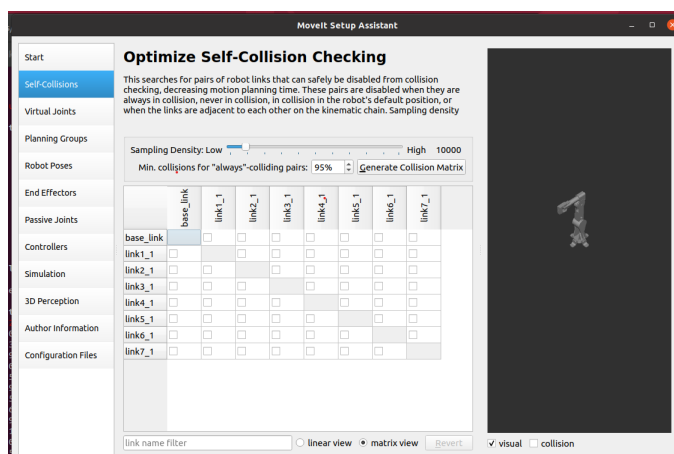 MoveIt Setup Assistant
Start
Self-Collisions
Virtual Joints
Planning Groups
Robot Poses
End Effectors
Passive Joints
Controllers
Simulation
3D Perception
Author Information
Configuration Files
Optimize Self-Collision Checking
This searches for pairs of robot links that can safely be disabled from collision
checking, decreasing motion planning time. These pairs are disabled when they are
always in collision, never in collision, in collision in the robot's default position, or
when the links are adjacent to each other on the kinematic chain. Sampling density
Sampling Density: Low High 10000
Min. collisions for "always"-colliding pairs: 95% Generate Collision Matrix
base_link link1_1 link2_1 link3_1 link4_1 link5_1 link6_1 link7_1
base_link
link1_1
link2_1
link3_1
link4_1
link5_1
link6_1
link7_1
link name filter linear view matrix view Revert
visual collision